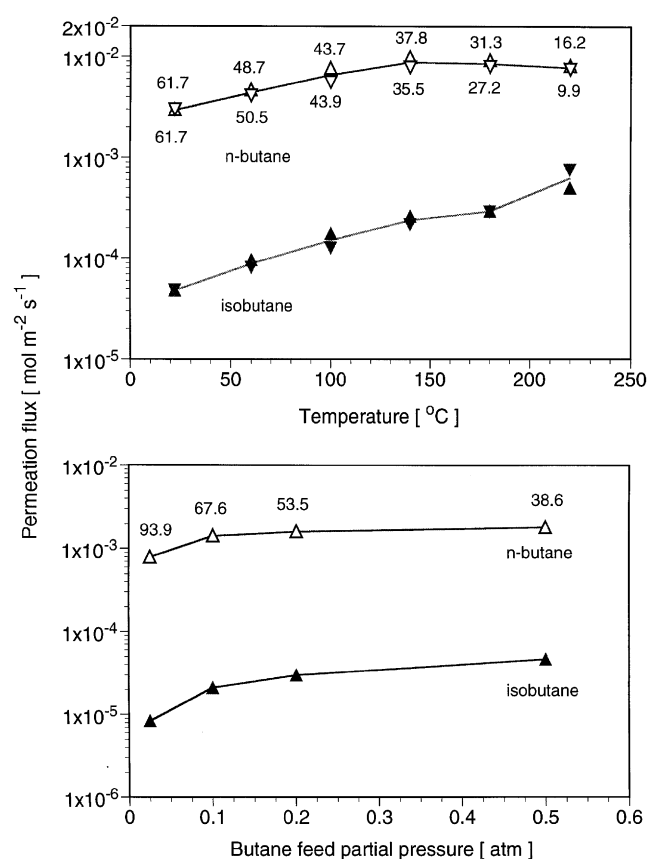 2x10-2
1x10-2
1x10-3
1x10-4
1x10-5
61.7
48.7
43.7
37.8
31.3
16.2
61.7
50.5
43.9
35.5
27.2
9.9
n-butane
isobutane
0
50
100
150
200
250
Temperature [ oC ]
Permeation flux [ mol m-2 s-1 ]
1x10-2
1x10-3
1x10-4
1x10-5
1x10-6
93.9
67.6
53.5
38.6
n-butane
isobutane
0
0.1
0.2
0.3
0.4
0.5
0.6
Butane feed partial pressure [ atm ]